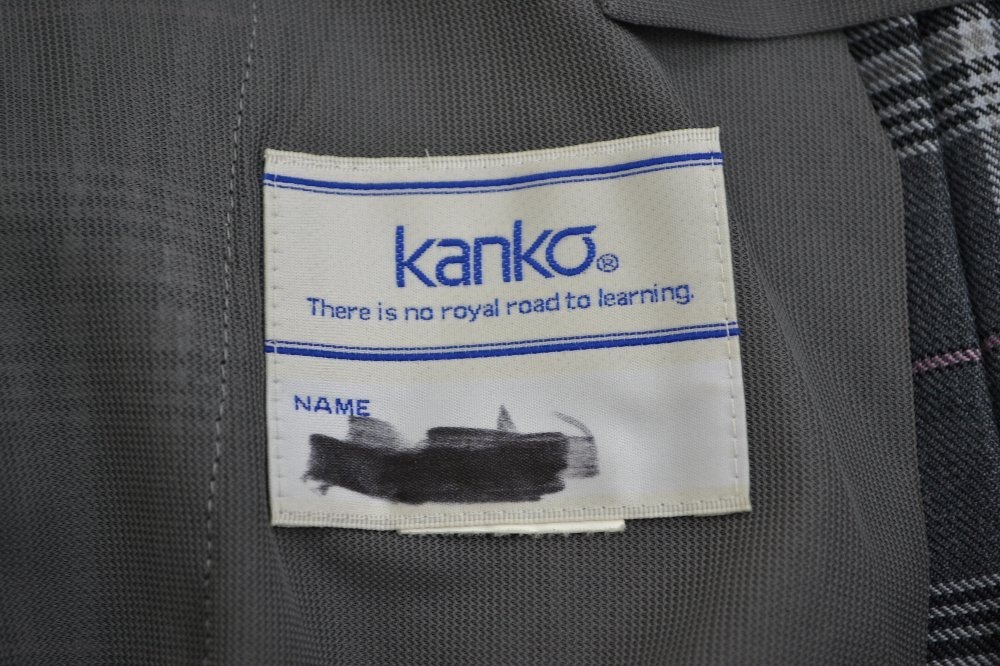 kanko®
There is no royal road to learning.
NAME